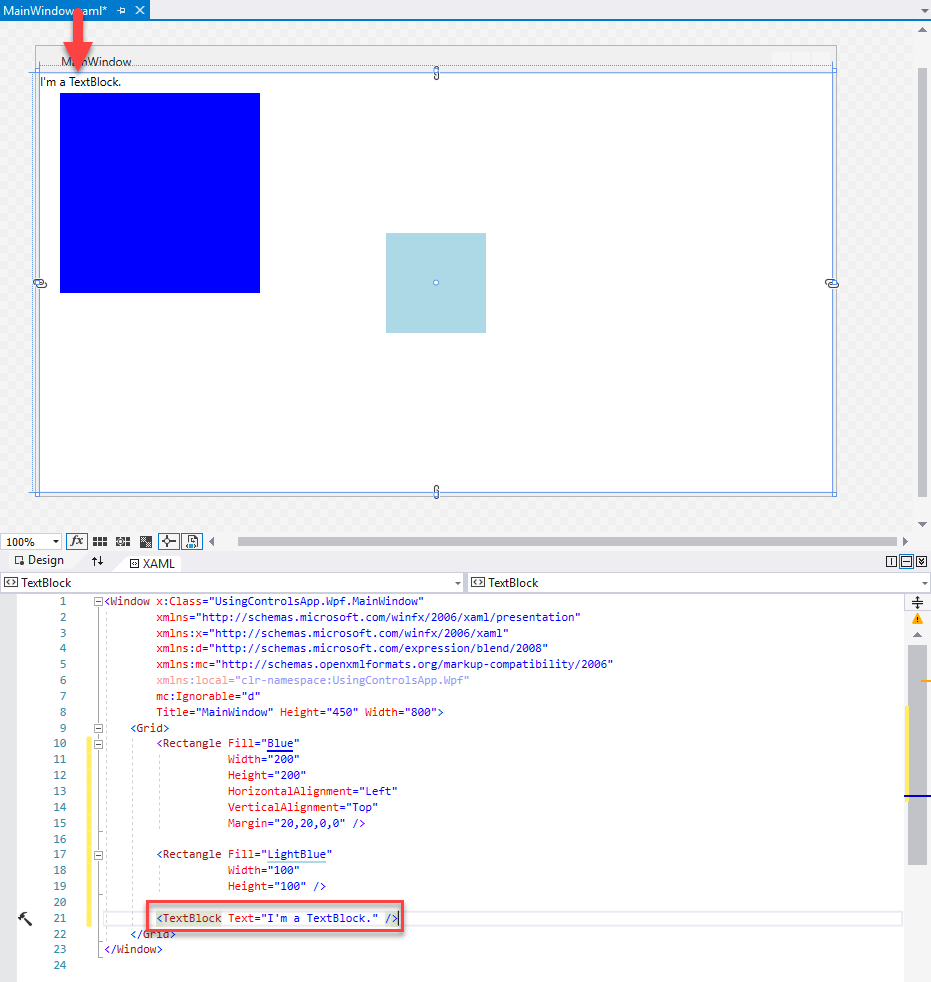 MainWindow.xaml*
MainWindow
I'm a TextBlock.
100%
fx
Design
XAML
TextBlock
TextBlock
1 <Window x:Class="UsingControlsApp.Wpf.MainWindow"
2 xmlns="http://schemas.microsoft.com/winfx/2006/xaml/presentation"
3 xmlns:x="http://schemas.microsoft.com/winfx/2006/xaml"
4 xmlns:d="http://schemas.microsoft.com/expression/blend/2008"
5 xmlns:mc="http://schemas.openxmlformats.org/markup-compatibility/2006"
6 xmlns:local="clr-namespace:UsingControlsApp.Wpf"
7 mc:Ignorable="d"
8 Title="MainWindow" Height="450" Width="800">
9 <Grid>
10 <Rectangle Fill="Blue"
11 Width="200"
12 Height="200"
13 HorizontalAlignment="Left"
14 VerticalAlignment="Top"
15 Margin="20,20,0,0" />
16
17 <Rectangle Fill="LightBlue"
18 Width="100"
19 Height="100" />
20
21 <TextBlock Text="I'm a TextBlock." />
22 </Grid>
23 </Window>
24